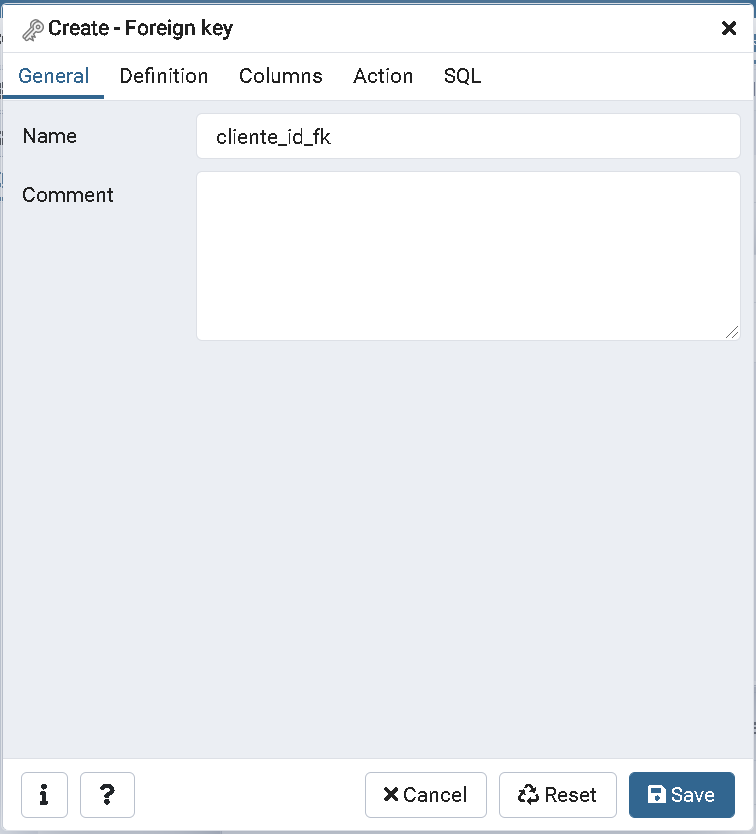 Create - Foreign key
General Definition Columns Action SQL
Name cliente_id_fk
Comment
i ? Cancel Reset Save